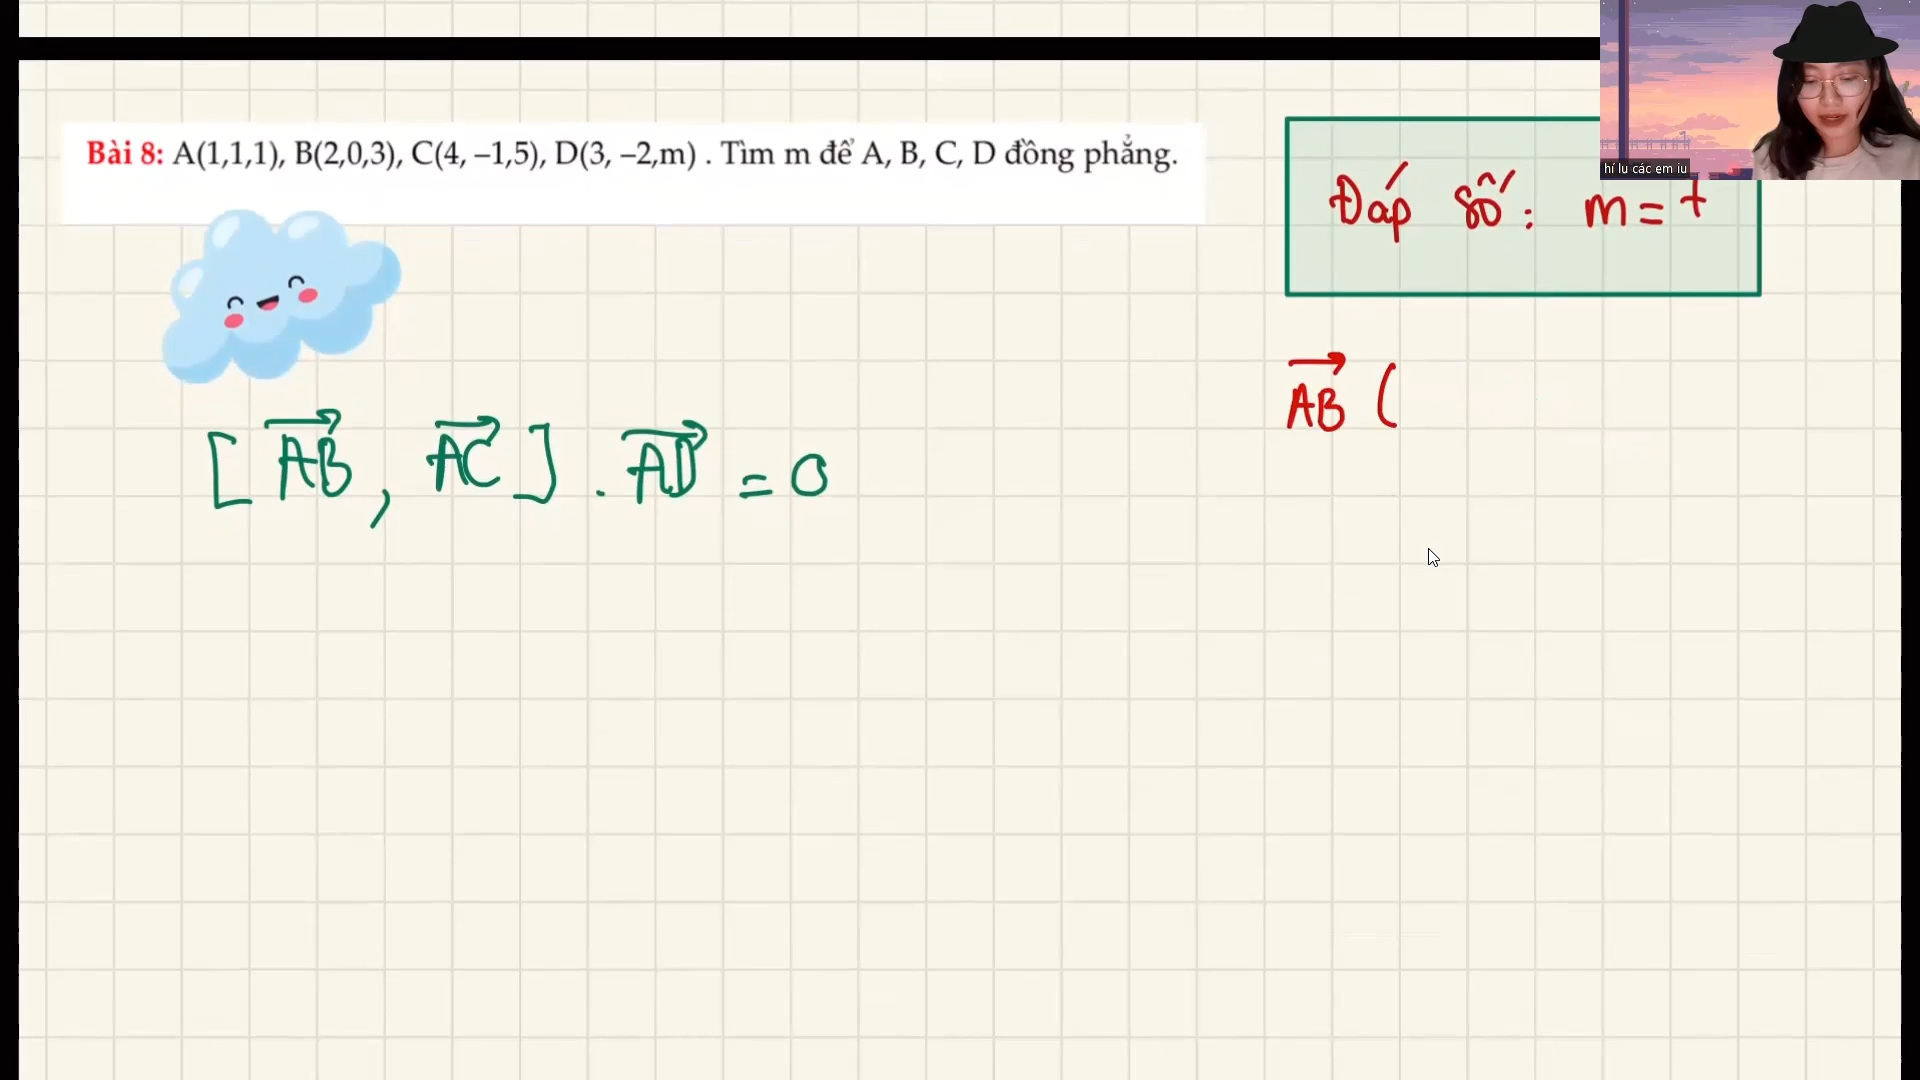 Bài 8: A(1,1,1), B(2,0,3), C(4, –1,5), D(3, –2,m) . Tìm m để A, B, C, D đồng phẳng.
hí lu các em iu
Đáp số: m =
AB (
[ AB , AC ] . AD = 0